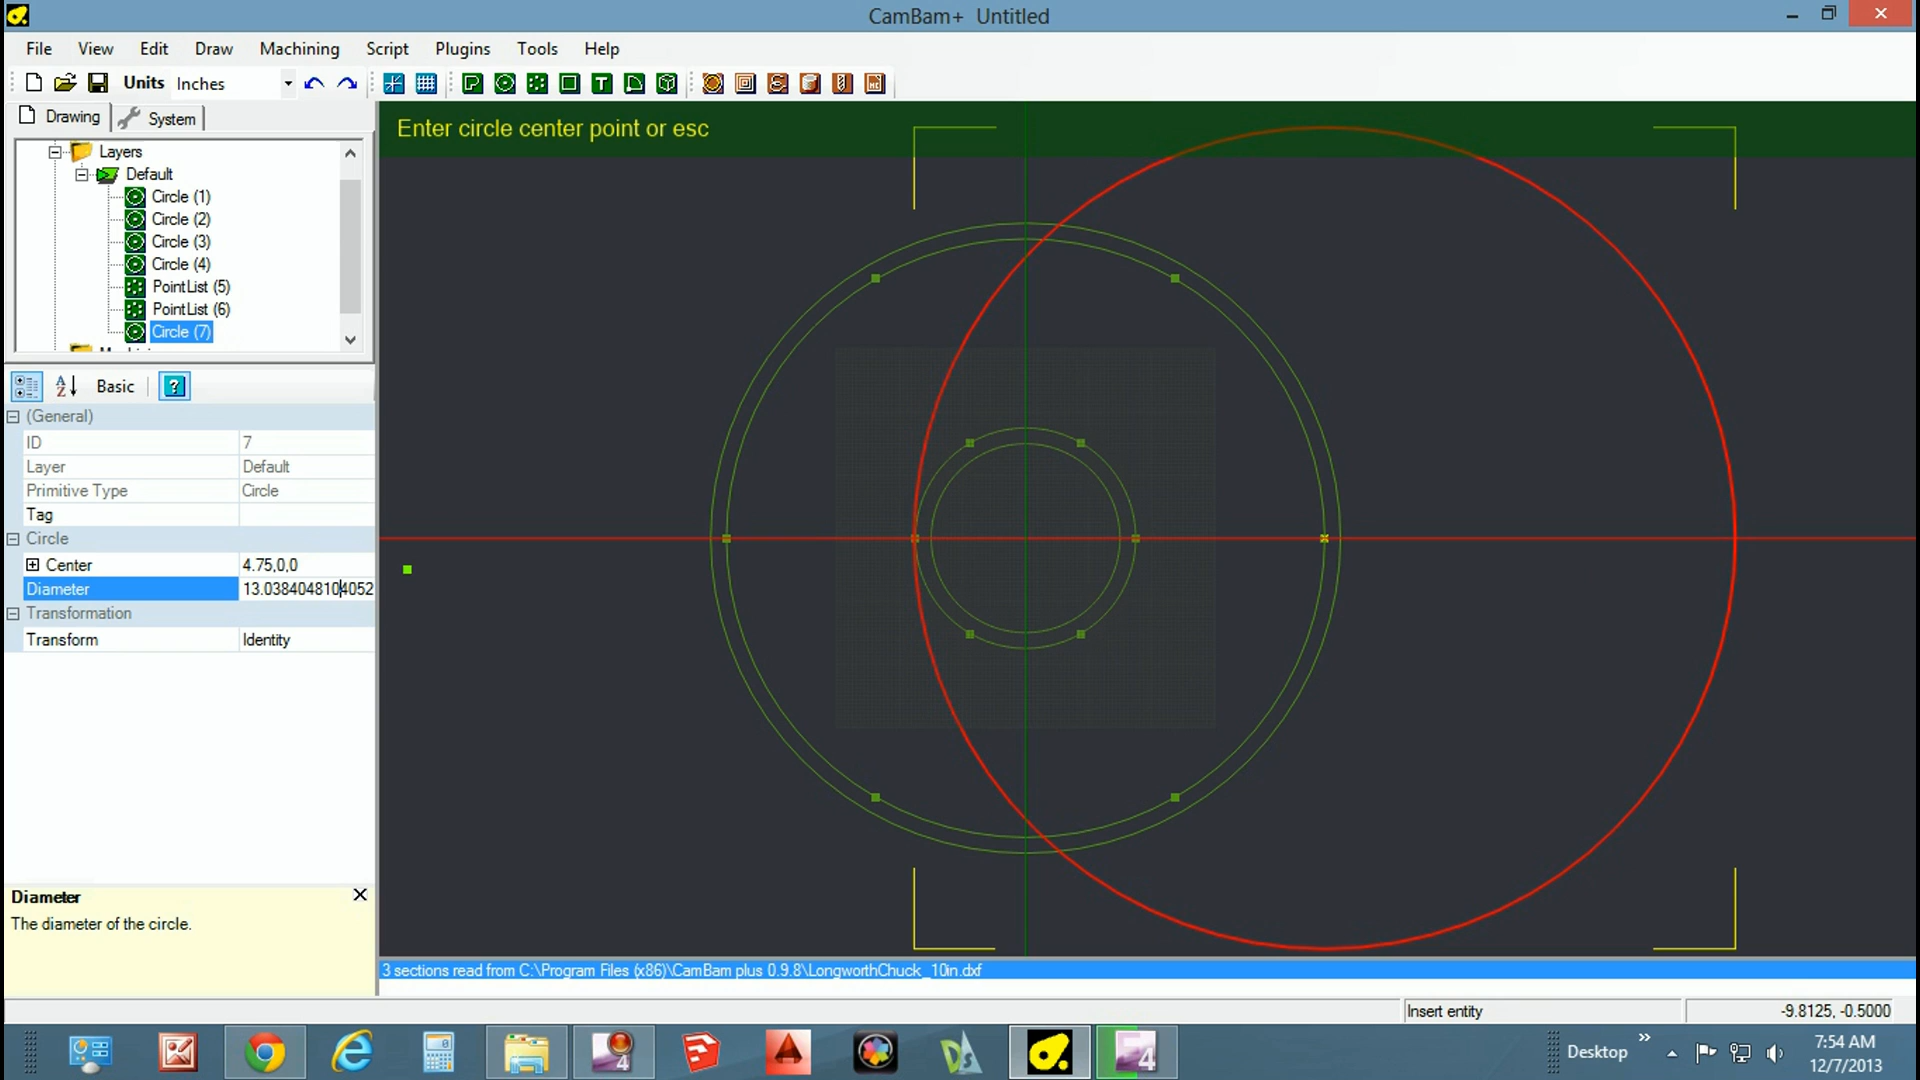 CamBam+ Untitled
File View Edit Draw Machining Script Plugins Tools Help
Units Inches
Drawing System
Enter circle center point or esc
Layers
Default
Circle (1)
Circle (2)
Circle (3)
Circle (4)
PointList (5)
PointList (6)
Circle (7)
Basic
(General)
ID 7
Layer Default
Primitive Type Circle
Tag
Circle
Center 4.75,0,0
Diameter 13.0384048104052
Transformation
Transform Identity
Diameter
The diameter of the circle.
3 sections read from C:\Program Files (x86)\CamBam plus 0.9.8\LongworthChuck_10in.dxf
Insert entity -9.8125, -0.5000
Desktop
7:54 AM
12/7/2013